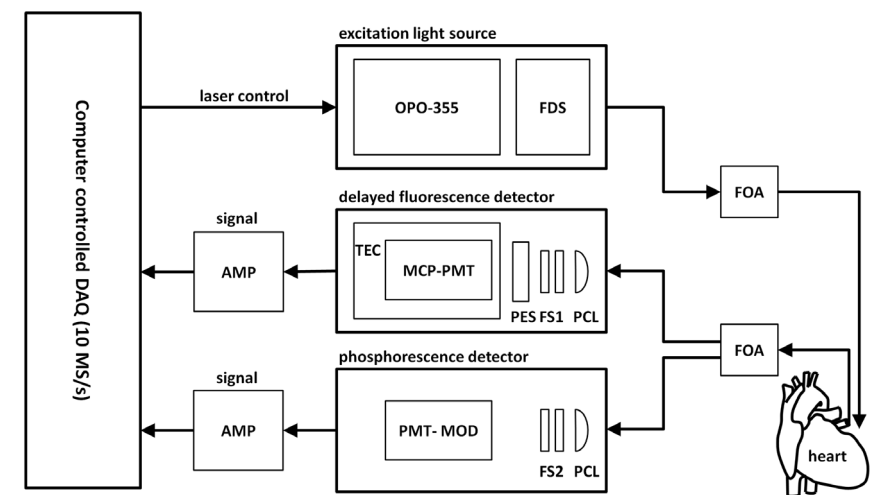 Computer controlled DAQ (10 MS/s)
excitation light source
laser control
OPO-355
FDS
FOA
delayed fluorescence detector
signal
AMP
TEC
MCP-PMT
PES FS1 PCL
FOA
phosphorescence detector
signal
AMP
PMT- MOD
FS2 PCL
heart